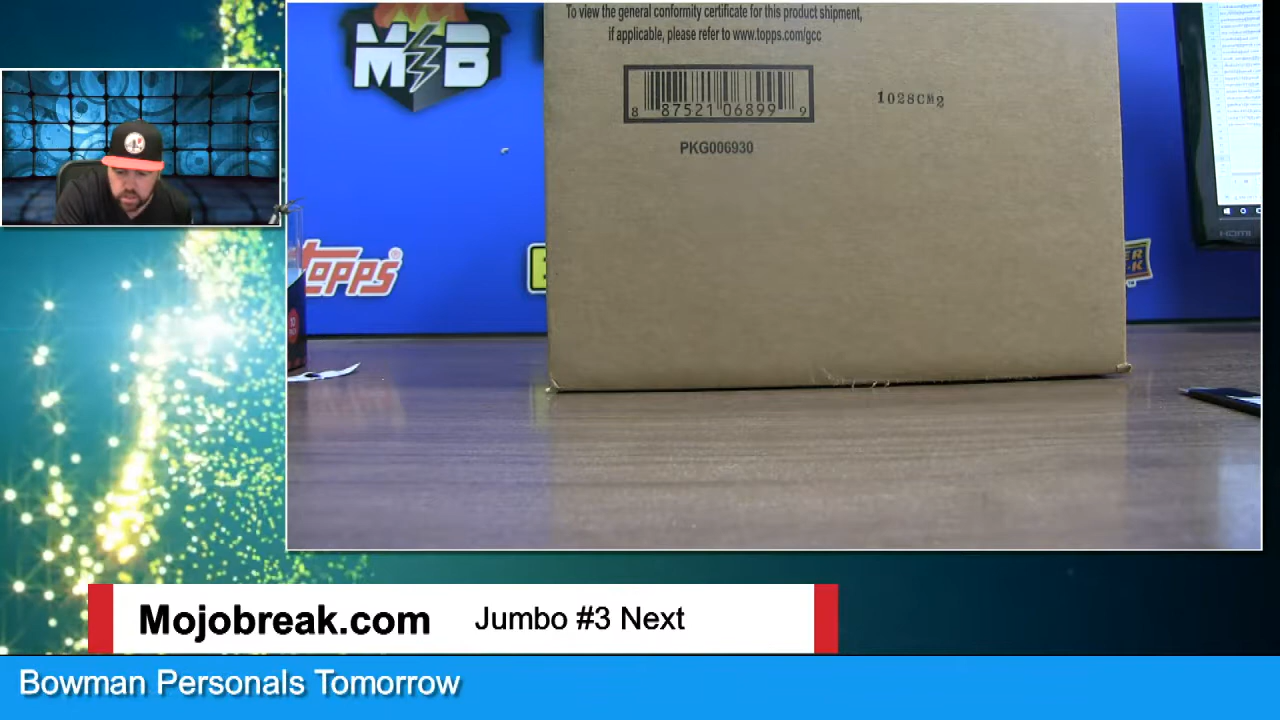 To view the general conformity certificate for this product shipment,
if applicable, please refer to www.topps.com/gcc
8 87521 06899 9
1028CM2
PKG006930
MB
TOPPS®
HDMI
Mojobreak.com
Jumbo #3 Next
Bowman Personals Tomorrow